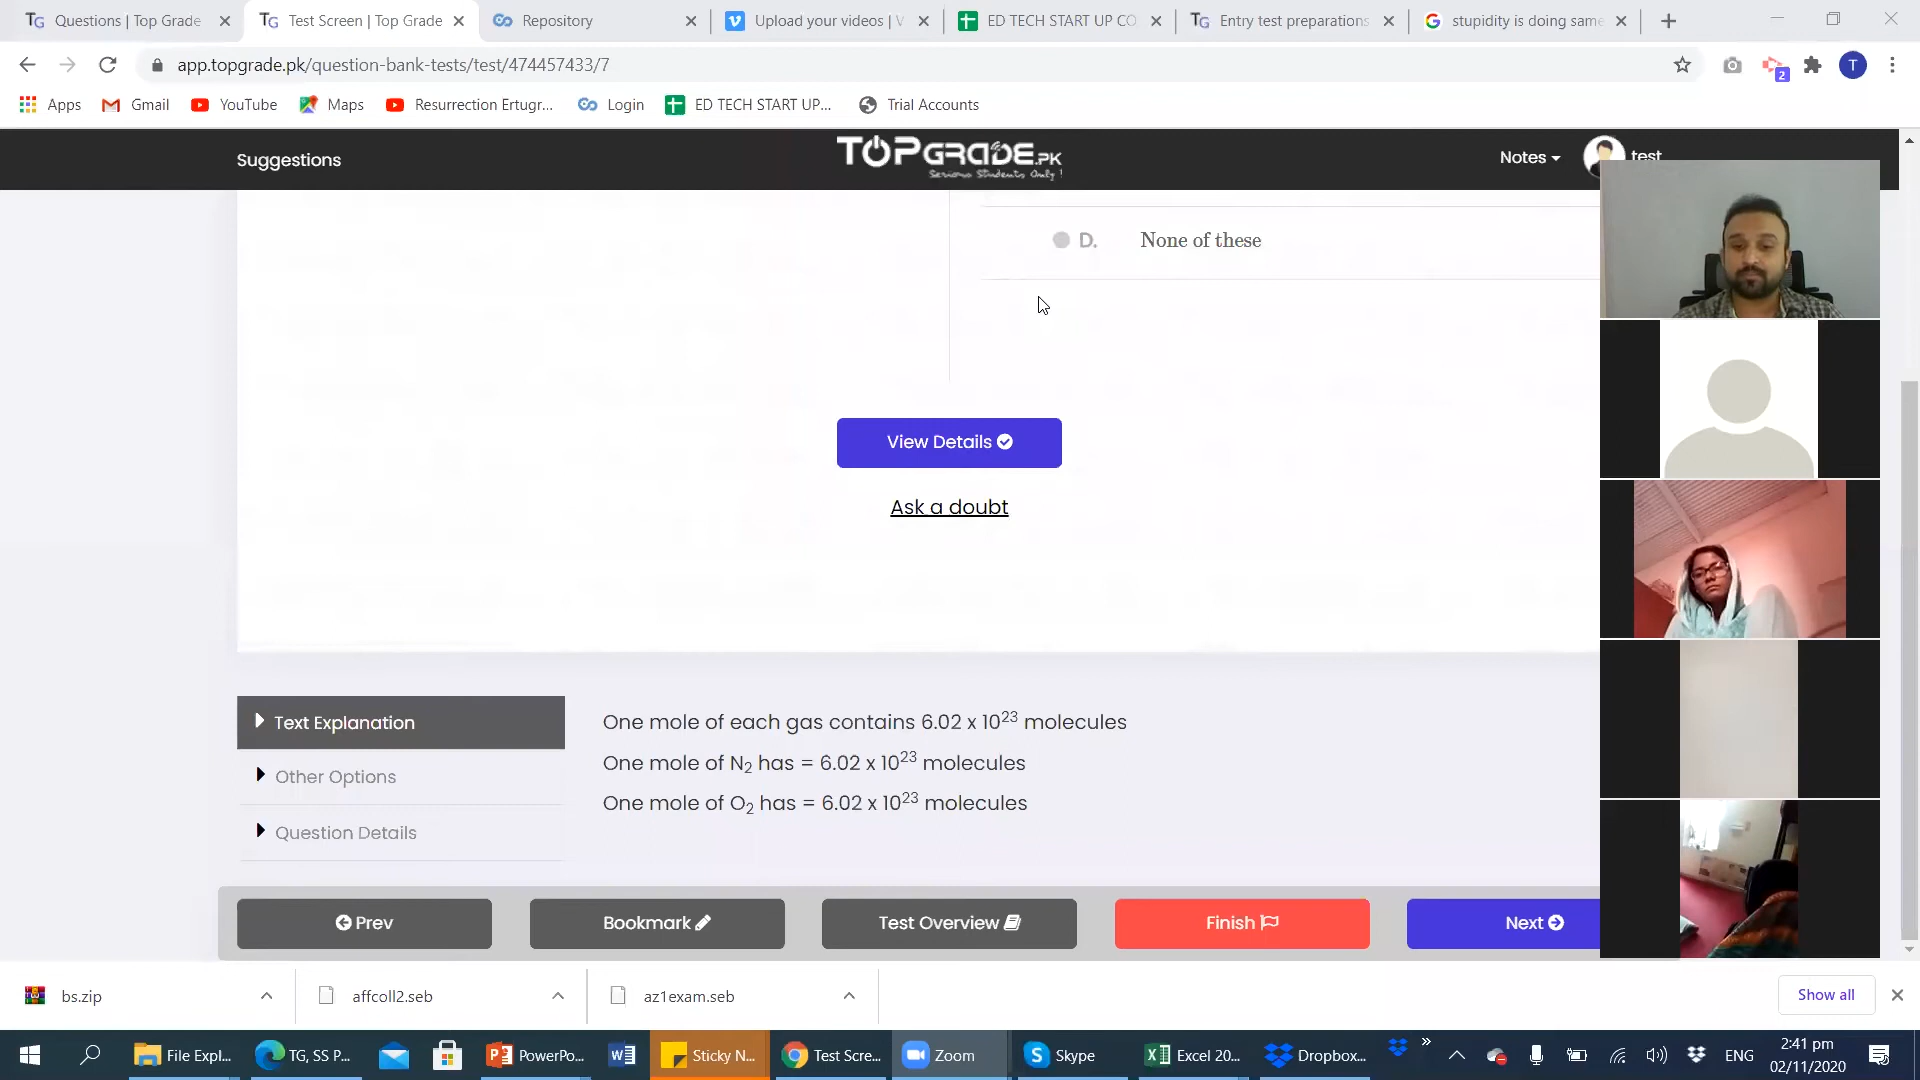 Questions | Top Grade
Test Screen | Top Grade
Repository
Upload your videos | V
ED TECH START UP CO
Entry test preparations
stupidity is doing same
app.topgrade.pk/question-bank-tests/test/474457433/7
2
T
Apps
Gmail
YouTube
Maps
Resurrection Ertugr...
Login
ED TECH START UP...
Trial Accounts
Suggestions
TOPGRADE.PK
Serious Students Only !
Notes
test
D. None of these
View Details
Ask a doubt
Text Explanation
Other Options
Question Details
One mole of each gas contains 6.02 x 10²³ molecules
One mole of N₂ has = 6.02 x 10²³ molecules
One mole of O₂ has = 6.02 x 10²³ molecules
Prev
Bookmark
Test Overview
Finish
Next
bs.zip
affcoll2.seb
az1exam.seb
Show all
File Expl...
TG, SS P...
PowerPo...
Sticky N...
Test Scre...
Zoom
Skype
Excel 20...
Dropbox...
ENG
2:41 pm
02/11/2020